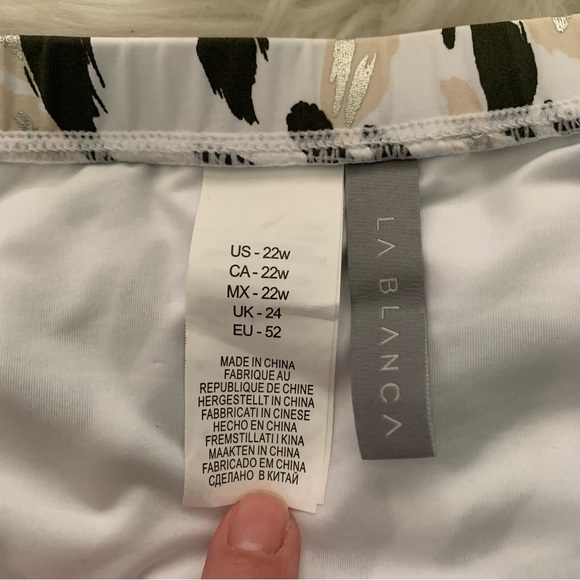 US - 22w
CA - 22w
MX - 22w
UK - 24
EU - 52
MADE IN CHINA
FABRIQUE AU
REPUBLIQUE DE CHINE
HERGESTELLT IN CHINA
FABBRICATI IN CINESE
HECHO EN CHINA
FREMSTILLATI I KINA
MAAKTEN IN CHINA
FABRICADO EM CHINA
СДЕЛАНО В КИТАЙ
LA BLANCA